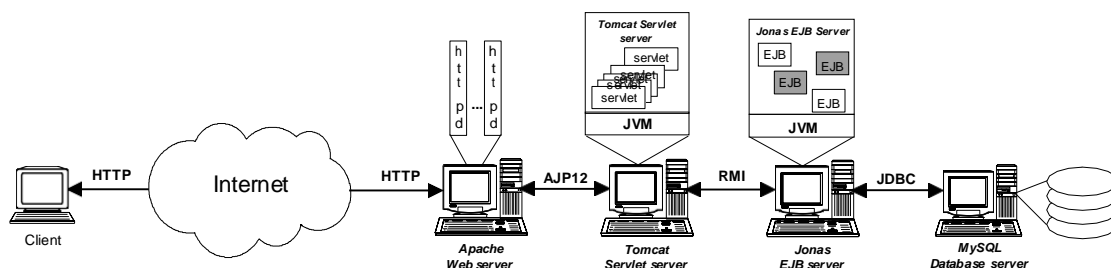 Tomcat Servlet
server
servlet
servlet
servlet
servlet
JVM
Jonas EJB Server
EJB
EJB
EJB
EJB
JVM
h
t
t
p
d
...
h
t
t
p
d
HTTP
Internet
HTTP
AJP12
RMI
JDBC
Client
Apache
Web server
Tomcat
Servlet server
Jonas
EJB server
MySQL
Database server